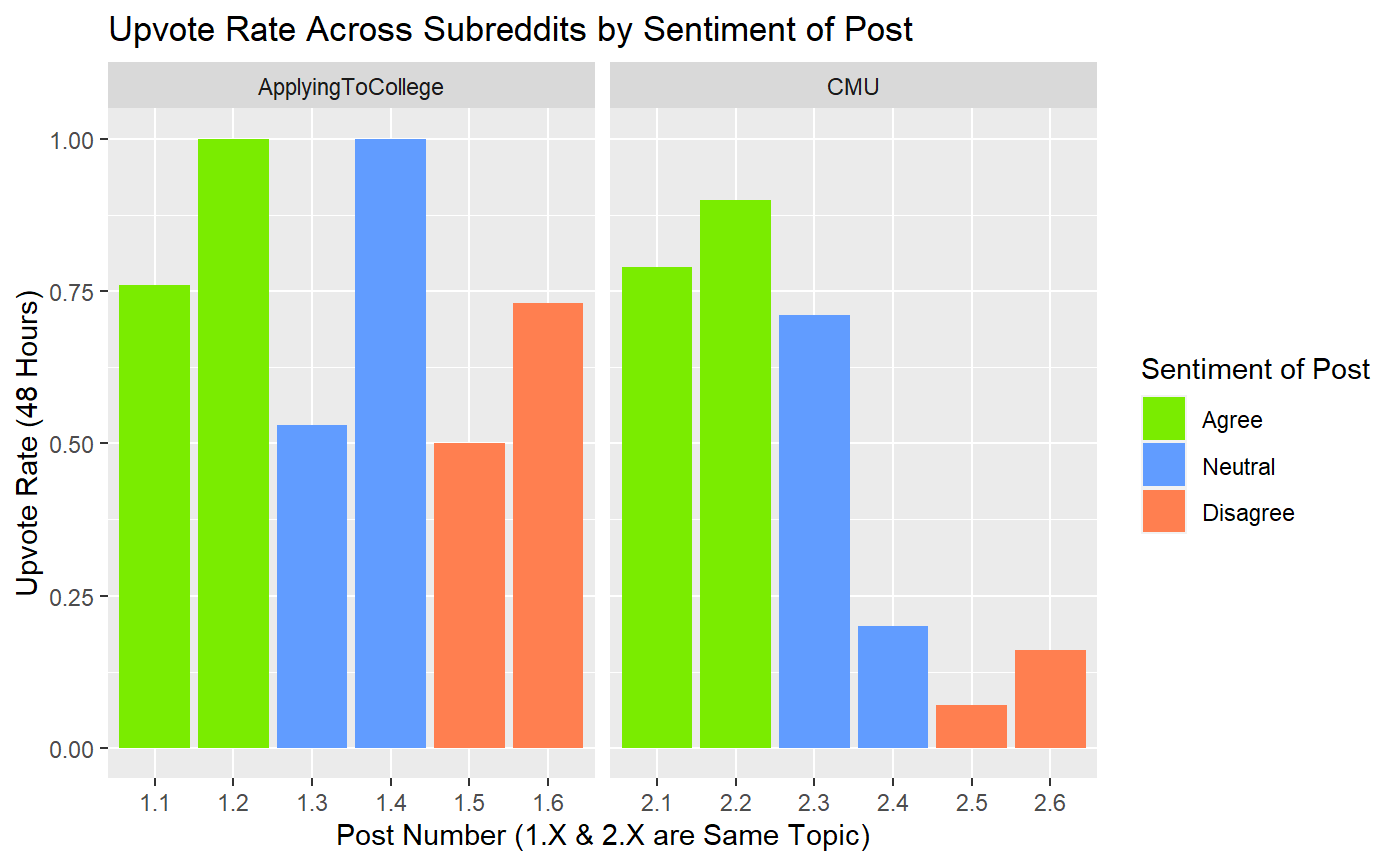 Upvote Rate Across Subreddits by Sentiment of Post
ApplyingToCollege
CMU
Upvote Rate (48 Hours)
1.00
0.75
0.50
0.25
0.00
1.1 1.2 1.3 1.4 1.5 1.6
2.1 2.2 2.3 2.4 2.5 2.6
Post Number (1.X & 2.X are Same Topic)
Sentiment of Post
Agree
Neutral
Disagree